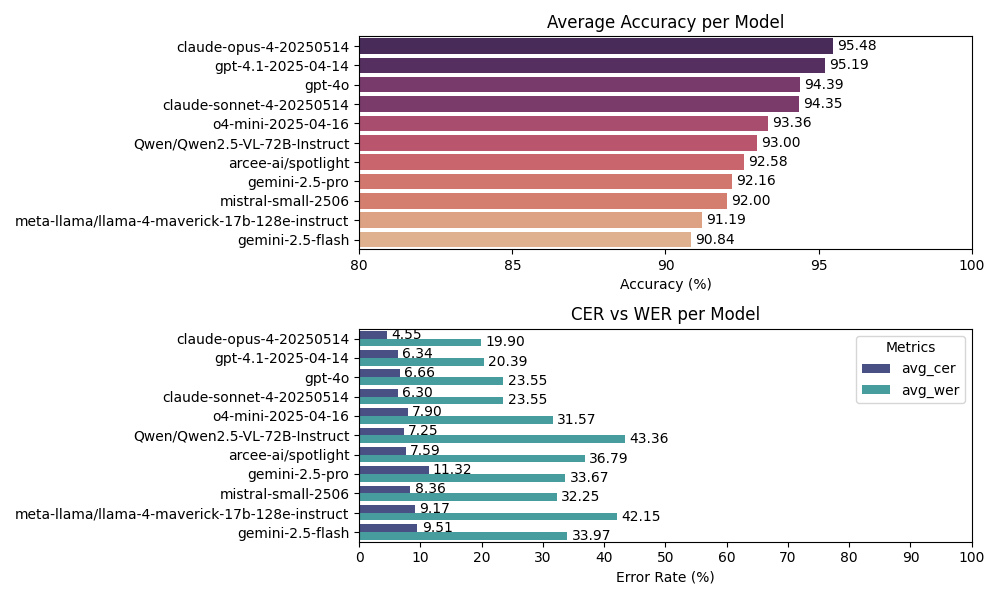 Average Accuracy per Model
claude-opus-4-20250514 95.48
gpt-4.1-2025-04-14 95.19
gpt-4o 94.39
claude-sonnet-4-20250514 94.35
o4-mini-2025-04-16 93.36
Qwen/Qwen2.5-VL-72B-Instruct 93.00
arcee-ai/spotlight 92.58
gemini-2.5-pro 92.16
mistral-small-2506 92.00
meta-llama/llama-4-maverick-17b-128e-instruct 91.19
gemini-2.5-flash 90.84
80 85 90 95 100
Accuracy (%)
CER vs WER per Model
claude-opus-4-20250514 4.55 19.90
gpt-4.1-2025-04-14 6.34 20.39
gpt-4o 6.66 23.55
claude-sonnet-4-20250514 6.30 23.55
o4-mini-2025-04-16 7.90 31.57
Qwen/Qwen2.5-VL-72B-Instruct 7.25 43.36
arcee-ai/spotlight 7.59 36.79
gemini-2.5-pro 11.32 33.67
mistral-small-2506 8.36 32.25
meta-llama/llama-4-maverick-17b-128e-instruct 9.17 42.15
gemini-2.5-flash 9.51 33.97
Metrics
avg_cer
avg_wer
0 10 20 30 40 50 60 70 80 90 100
Error Rate (%)